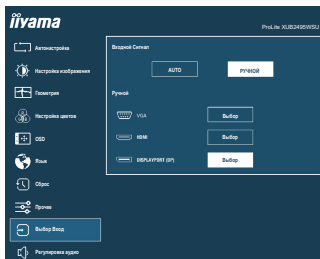 iiyama
ProLite XUB2495WSU
Автонастройка
Настройка изображения
Геометрия
Настройка цветов
OSD
Язык
Сброс
Прочее
Выбор Вход
Регулировка аудио
Входной Сигнал
AUTO
РУЧНОЙ
Ручной
VGA
Выбор
HDMI
Выбор
DISPLAYPORT (DP)
Выбор